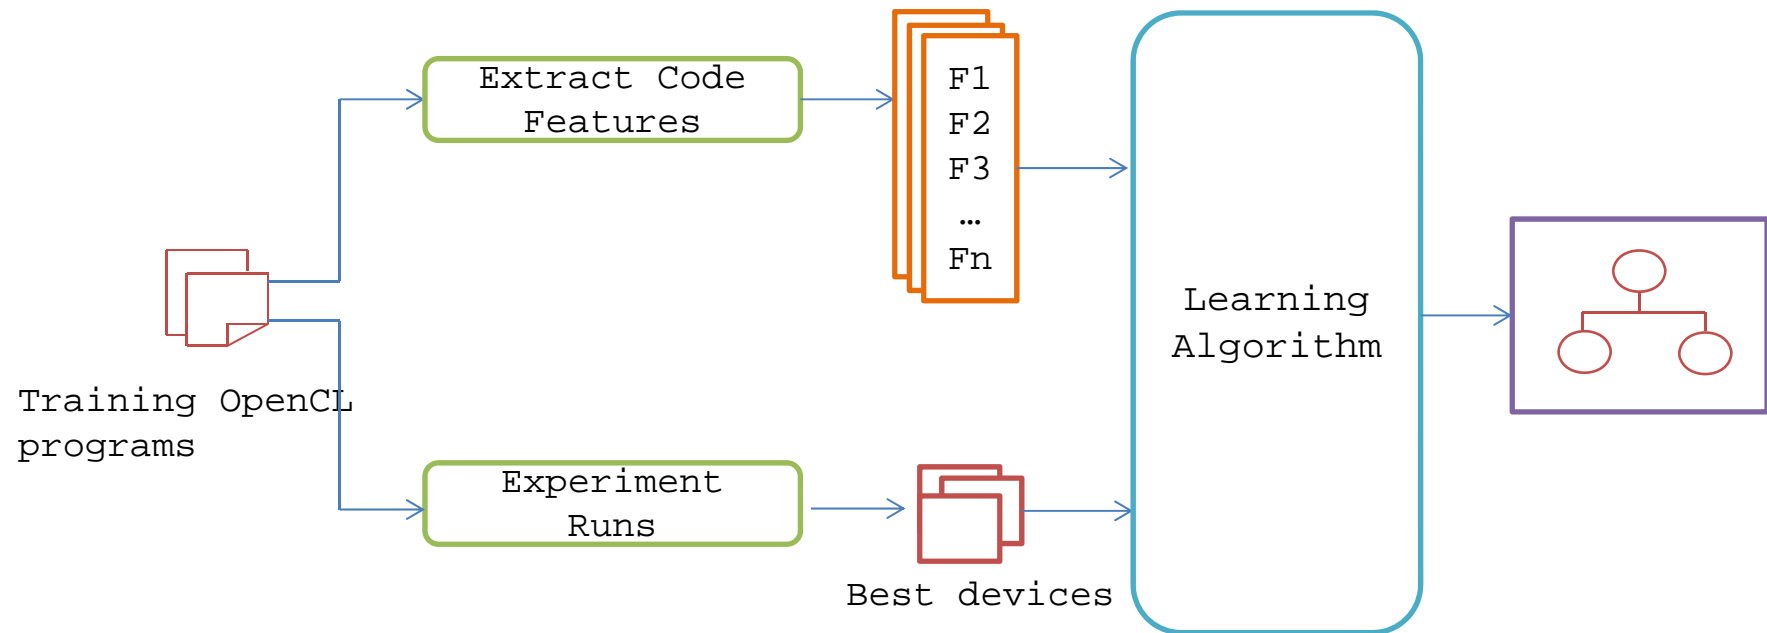 Extract Code
Features
F1
F2
F3
…
Fn
Training OpenCL
programs
Learning
Algorithm
Experiment
Runs
Best devices